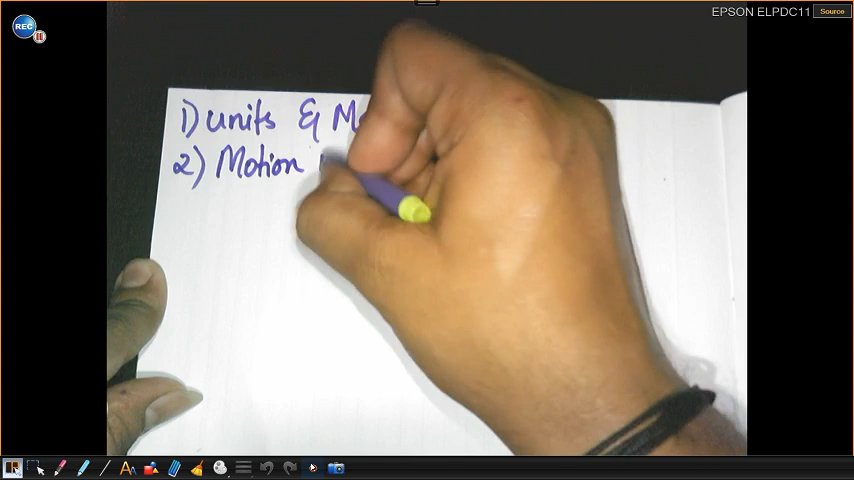 EPSON ELPDC11 Source
REC
1) units & M
2) Motion